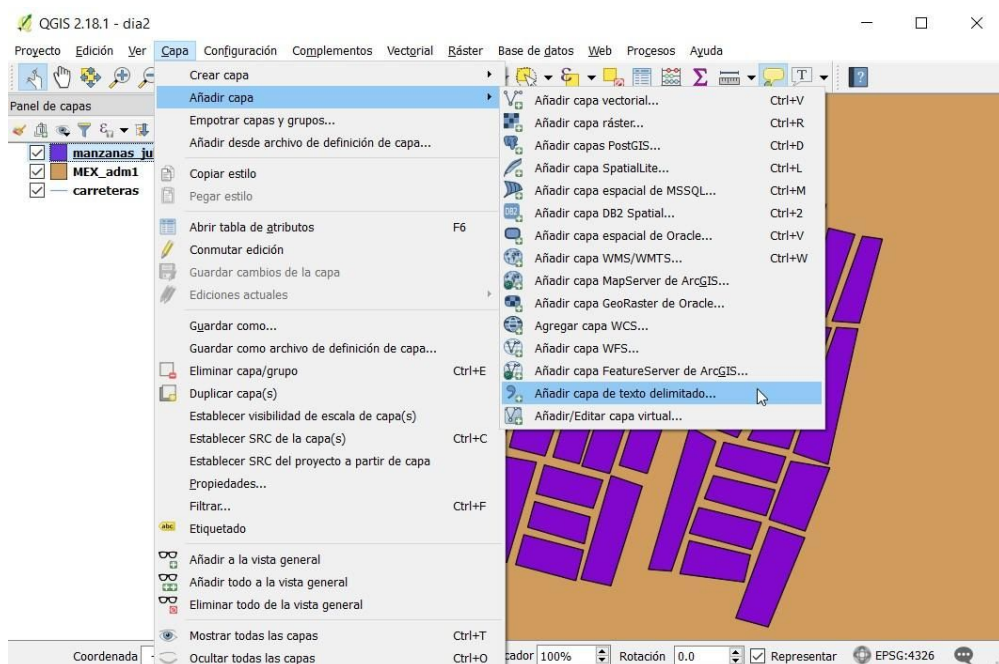 QGIS 2.18.1 - dia2
Proyecto Edición Ver Capa Configuración Complementos Vectorial Ráster Base de datos Web Procesos Ayuda
Panel de capas
manzanas_ju
MEX_adm1
carreteras
Crear capa
Añadir capa
Empotrar capas y grupos...
Añadir desde archivo de definición de capa...
Copiar estilo
Pegar estilo
Abrir tabla de atributos F6
Conmutar edición
Guardar cambios de la capa
Ediciones actuales
Guardar como...
Guardar como archivo de definición de capa...
Eliminar capa/grupo Ctrl+E
Duplicar capa(s)
Establecer visibilidad de escala de capa(s)
Establecer SRC de la capa(s) Ctrl+C
Establecer SRC del proyecto a partir de capa
Propiedades...
Filtrar... Ctrl+F
abc Etiquetado
Añadir a la vista general
Añadir todo a la vista general
Eliminar todo de la vista general
Mostrar todas las capas Ctrl+T
Ocultar todas las capas Ctrl+O
Añadir capa vectorial... Ctrl+V
Añadir capa ráster... Ctrl+R
Añadir capas PostGIS... Ctrl+D
Añadir capa SpatiaLite... Ctrl+L
Añadir capa espacial de MSSQL... Ctrl+M
DB2 Añadir capa DB2 Spatial... Ctrl+2
Añadir capa espacial de Oracle... Ctrl+V
Añadir capa WMS/WMTS... Ctrl+W
Añadir capa MapServer de ArcGIS...
Añadir capa GeoRaster de Oracle...
Agregar capa WCS...
Añadir capa WFS...
Añadir capa FeatureServer de ArcGIS...
Añadir capa de texto delimitado...
Añadir/Editar capa virtual...
Coordenada cador 100% Rotación 0.0 Representar EPSG:4326